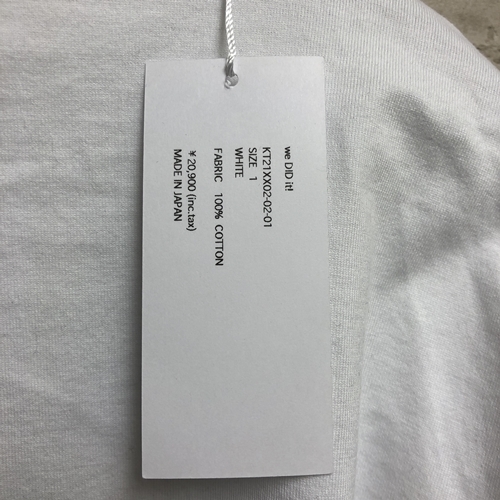 we DID it!
KT21XX02-02-01
SIZE 1
WHITE
FABRIC 100% COTTON
¥ 20,900 (inc.tax)
MADE IN JAPAN